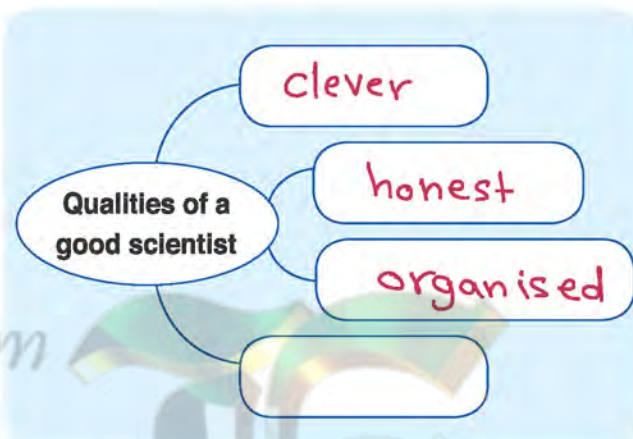 clever
Qualities of a
good scientist
honest
organised
m